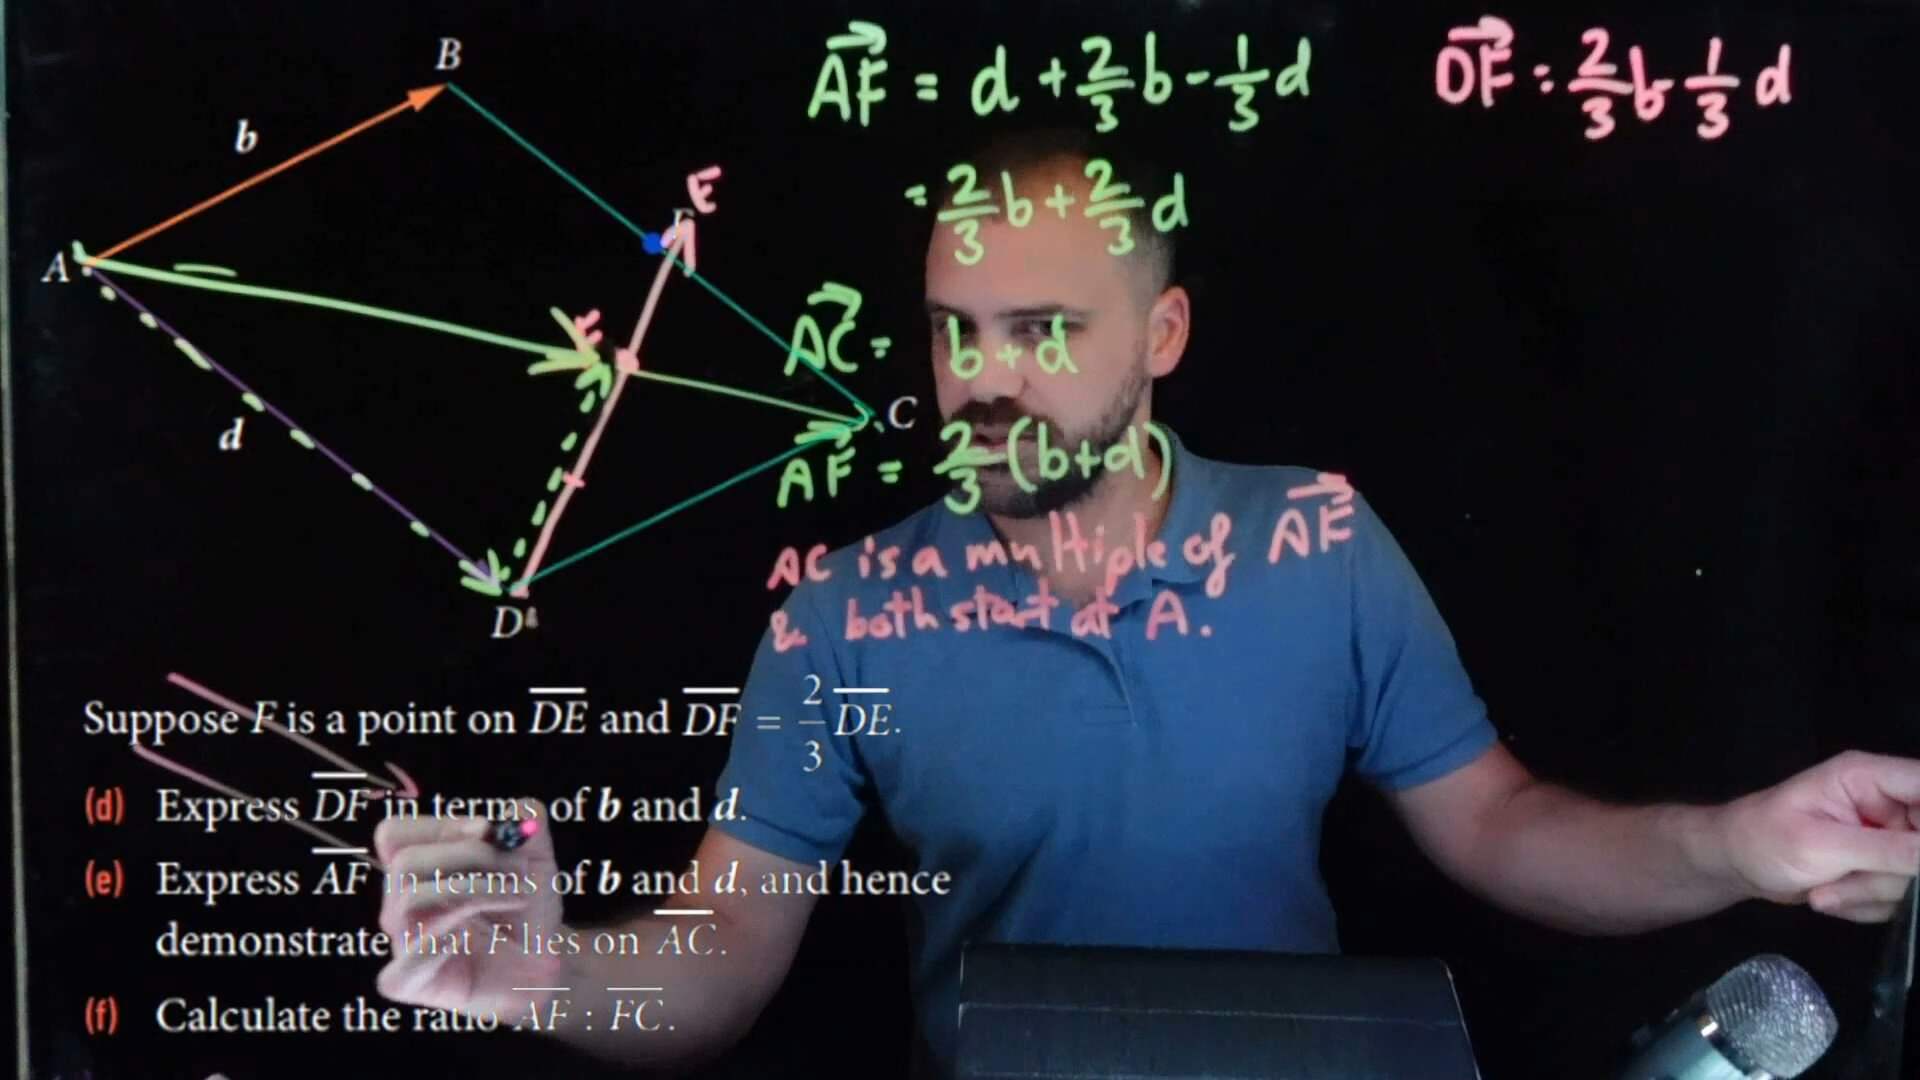 B
b
E
A
F
C
d
D
AF = d + 2/3 b - 1/3 d
= 2/3 b + 2/3 d
AC = b + d
AF = 2/3 (b+d)
AC is a multiple of AF
& both start at A.
DF = 2/3 b 1/3 d
Suppose F is a point on DE and DF = 2/3 DE.
(d) Express DF in terms of b and d.
(e) Express AF in terms of b and d, and hence
demonstrate that F lies on AC.
(f) Calculate the ratio AF : FC.